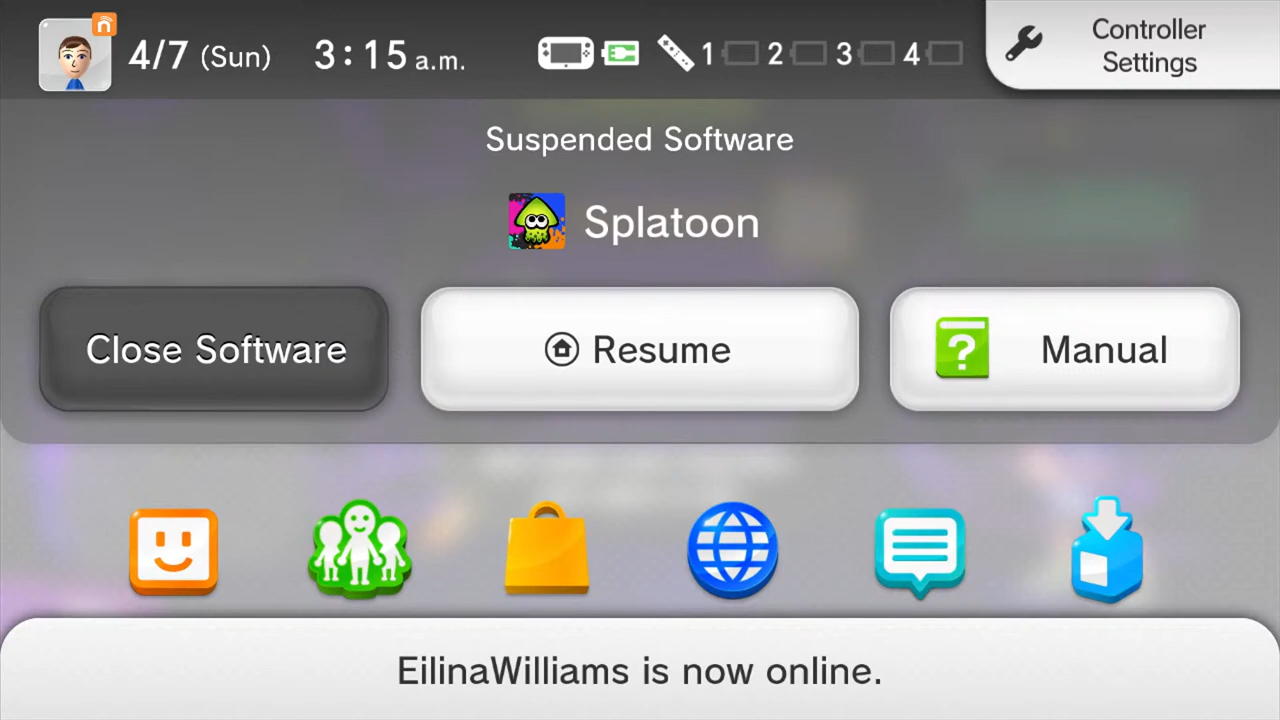 4/7 (Sun) 3:15 a.m. 1 2 3 4 Controller
Settings
Suspended Software
Splatoon
Close Software Resume ? Manual
EilinaWilliams is now online.